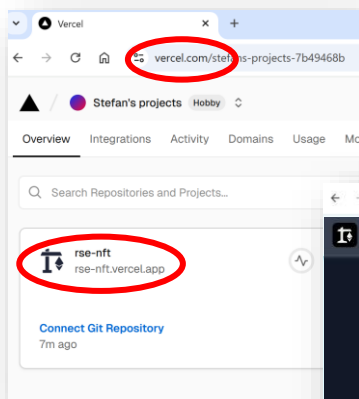 Vercel
vercel.com/stefans-projects-7b49468b
Stefan's projects Hobby
Overview Integrations Activity Domains Usage
Search Repositories and Projects...
rse-nft
rse-nft.vercel.app
Connect Git Repository
7m ago